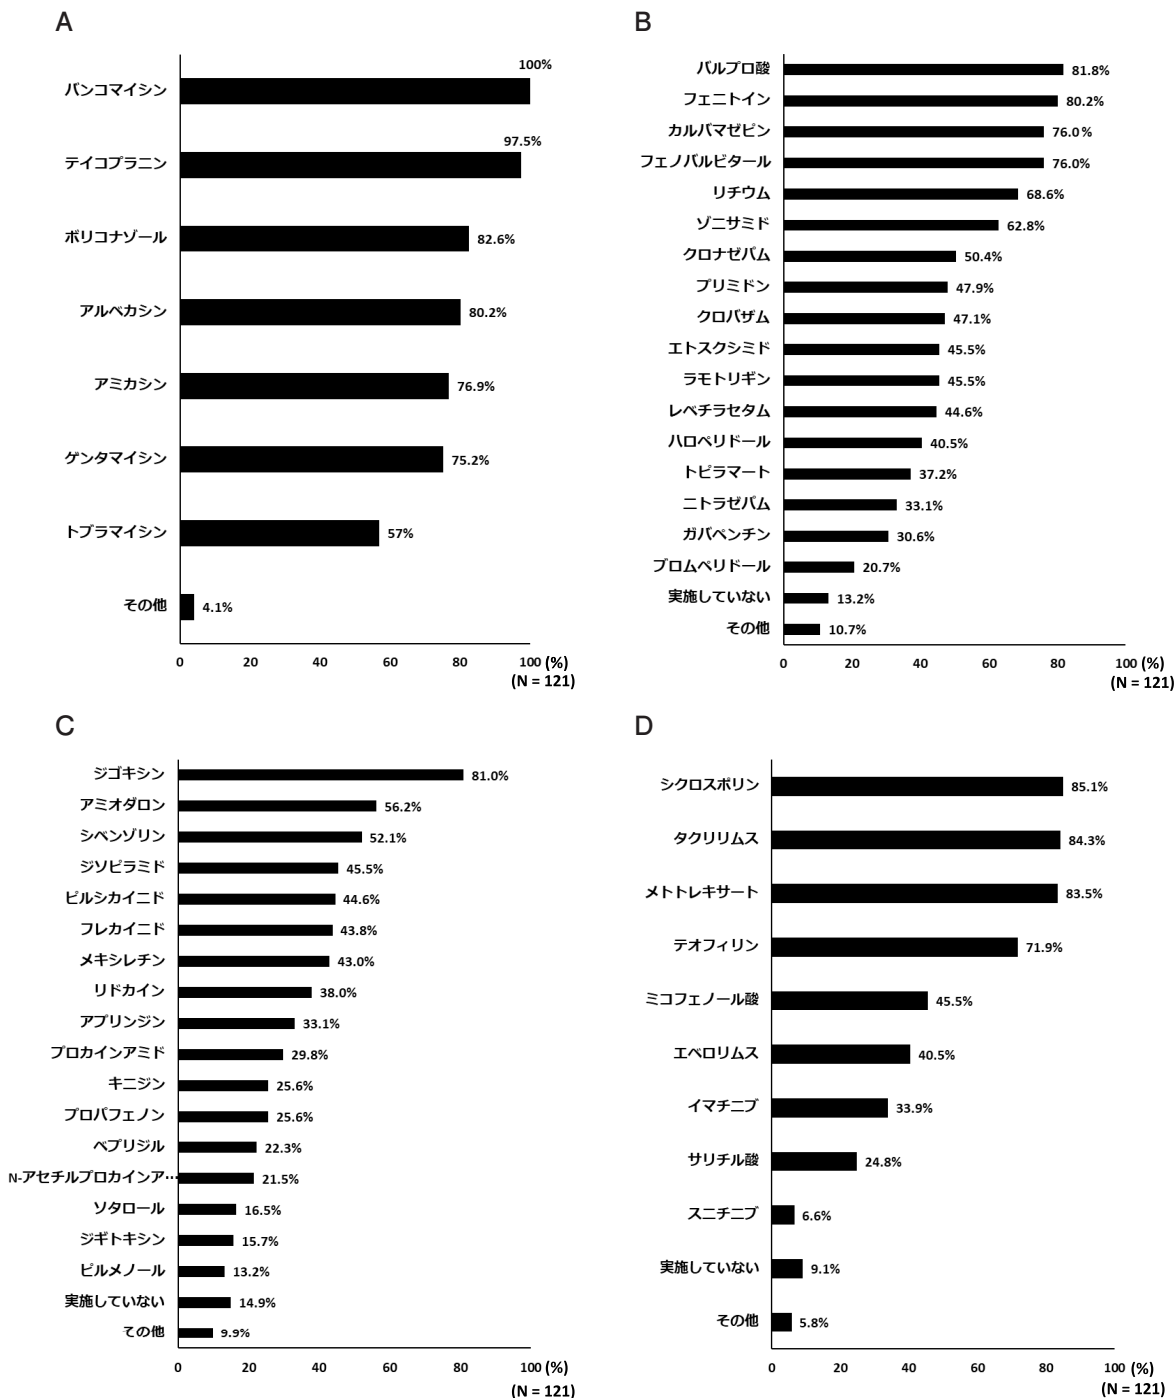 A
100%
バンコマイシン
97.5%
テイコプラニン
ボリコナゾール 82.6%
アルベカシン 80.2%
アミカシン 76.9%
ゲンタマイシン 75.2%
トブラマイシン 57%
その他 4.1%
0 20 40 60 80 100 (%)
(N = 121)
B
バルプロ酸 81.8%
フェニトイン 80.2%
カルバマゼピン 76.0%
フェノバルビタール 76.0%
リチウム 68.6%
ゾニサミド 62.8%
クロナゼパム 50.4%
プリミドン 47.9%
クロバザム 47.1%
エトスクシミド 45.5%
ラモトリギン 45.5%
レベチラセタム 44.6%
ハロペリドール 40.5%
トピラマート 37.2%
ニトラゼパム 33.1%
ガバペンチン 30.6%
ブロムペリドール 20.7%
実施していない 13.2%
その他 10.7%
0 20 40 60 80 100 (%)
(N = 121)
C
ジゴキシン 81.0%
アミオダロン 56.2%
シベンゾリン 52.1%
ジソピラミド 45.5%
ピルシカイニド 44.6%
フレカイニド 43.8%
メキシレチン 43.0%
リドカイン 38.0%
アプリンジン 33.1%
プロカインアミド 29.8%
キニジン 25.6%
プロパフェノン 25.6%
ベプリジル 22.3%
N-アセチルプロカインア… 21.5%
ソタロール 16.5%
ジギトキシン 15.7%
ピルメノール 13.2%
実施していない 14.9%
その他 9.9%
0 20 40 60 80 100 (%)
(N = 121)
D
シクロスポリン 85.1%
タクリリムス 84.3%
メトトレキサート 83.5%
テオフィリン 71.9%
ミコフェノール酸 45.5%
エベロリムス 40.5%
イマチニブ 33.9%
サリチル酸 24.8%
スニチニブ 6.6%
実施していない 9.1%
その他 5.8%
0 20 40 60 80 100 (%)
(N = 121)